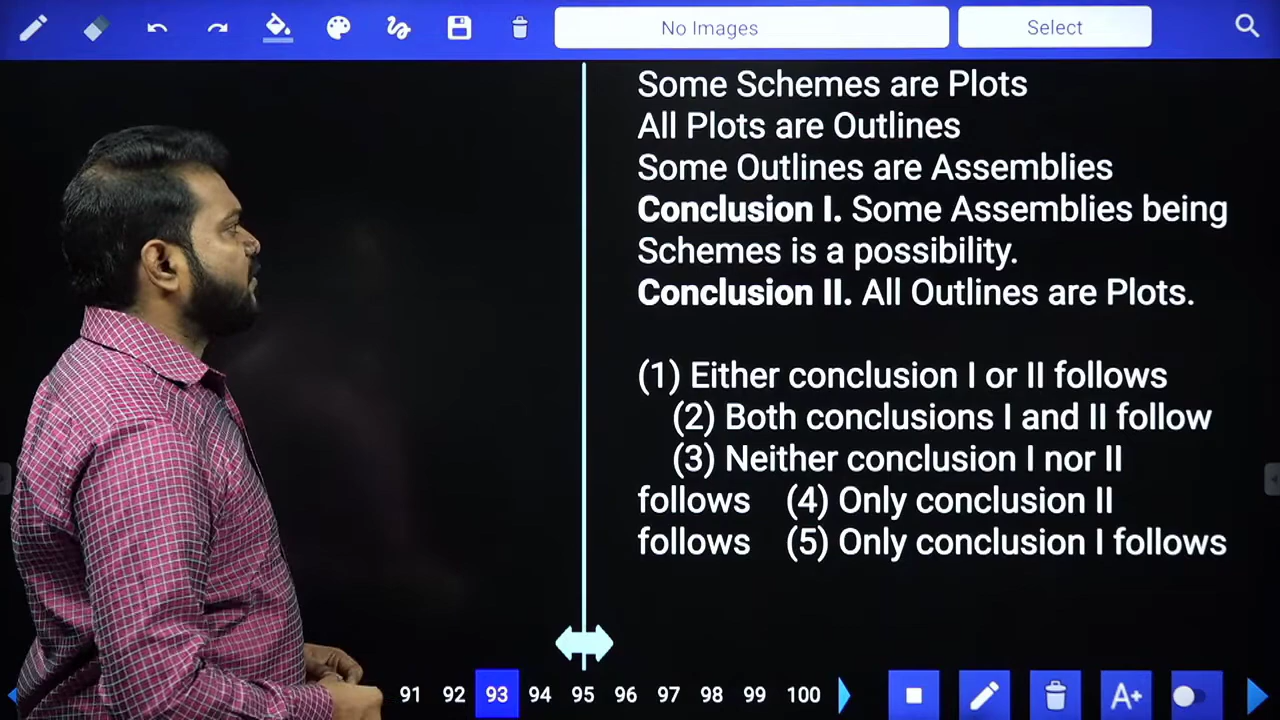 No Images
Select
Some Schemes are Plots
All Plots are Outlines
Some Outlines are Assemblies
Conclusion I. Some Assemblies being
Schemes is a possibility.
Conclusion II. All Outlines are Plots.
(1) Either conclusion I or II follows
(2) Both conclusions I and II follow
(3) Neither conclusion I nor II
follows (4) Only conclusion II
follows (5) Only conclusion I follows
91 92 93 94 95 96 97 98 99 100
A+